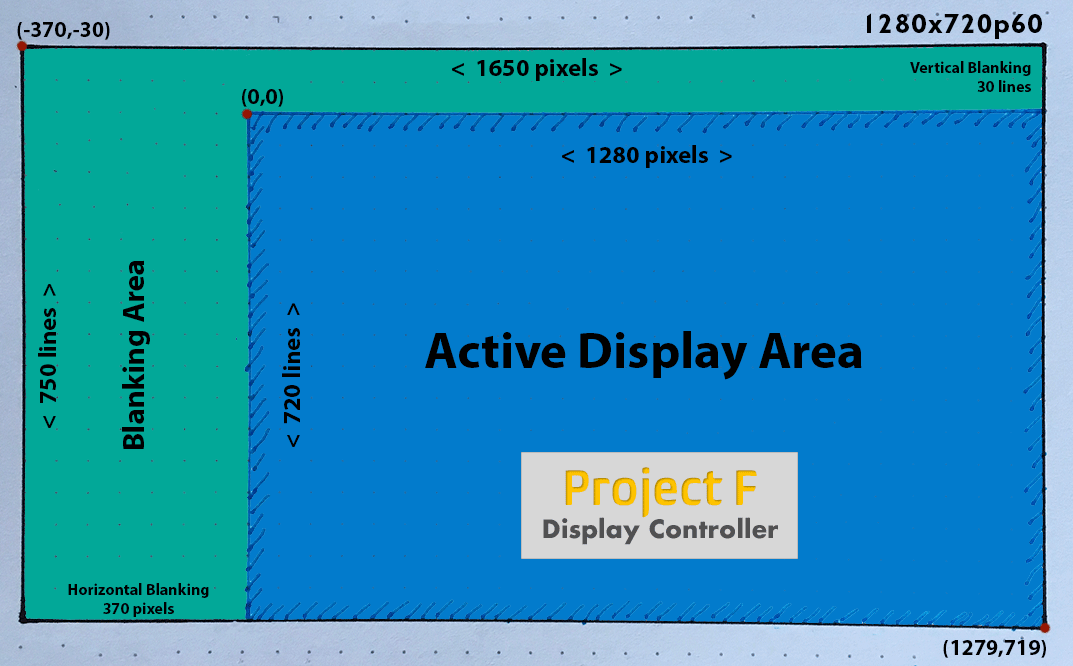 (-370,-30)
1280x720p60
< 1650 pixels >
Vertical Blanking
30 lines
(0,0)
< 1280 pixels >
< 750 lines >
Blanking Area
< 720 lines >
Active Display Area
Project F
Display Controller
Horizontal Blanking
370 pixels
(1279,719)